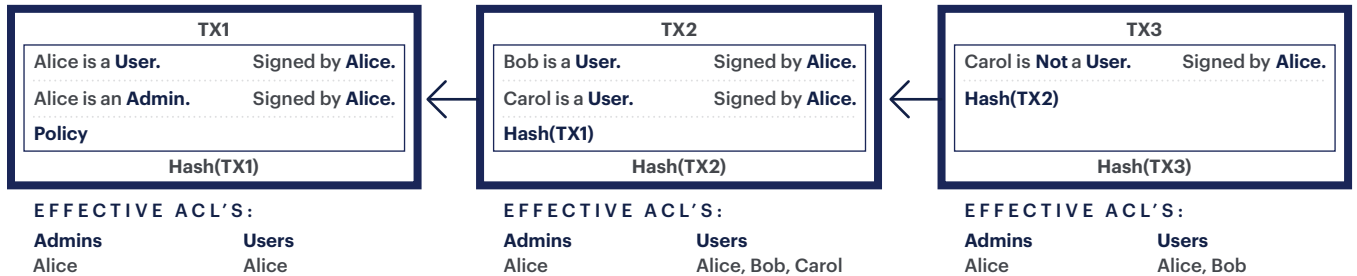 TX1
Alice is a User. Signed by Alice.
Alice is an Admin. Signed by Alice.
Policy
Hash(TX1)
EFFECTIVE ACL'S:
Admins Users
Alice Alice
TX2
Bob is a User. Signed by Alice.
Carol is a User. Signed by Alice.
Hash(TX1)
Hash(TX2)
EFFECTIVE ACL'S:
Admins Users
Alice Alice, Bob, Carol
TX3
Carol is Not a User. Signed by Alice.
Hash(TX2)
Hash(TX3)
EFFECTIVE ACL'S:
Admins Users
Alice Alice, Bob